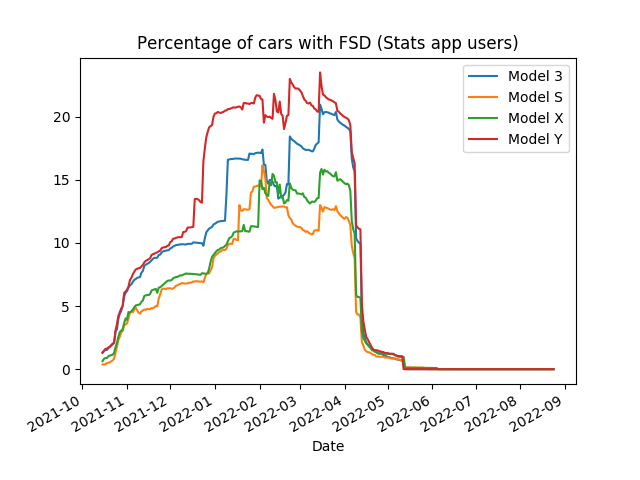 Percentage of cars with FSD (Stats app users)
Model 3
Model S
Model X
Model Y
20
15
10
5
0
2021-10
2021-11
2021-12
2022-01
2022-02
2022-03
2022-04
2022-05
2022-06
2022-07
2022-08
2022-09
Date